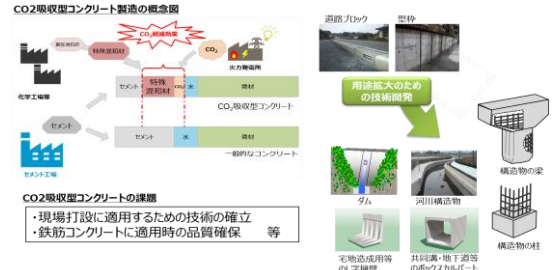 CO2吸収型コンクリート製造の概念図
CO₂削減効果
特殊混和材
CO₂
化学工場等
火力発電所
セメント
特殊
混和材
CO₂
水
骨材
CO₂吸収型コンクリート
セメント
セメント
水
骨材
一般的なコンクリート
セメント工場
CO2吸収型コンクリートの課題
・現場打設に適用するための技術の確立
・鉄筋コンクリートに適用時の品質確保 等
道路ブロック
型枠
用途拡大のため
の技術開発
ダム
河川構造物
構造物の梁
宅地造成用等
のL字擁壁
共同溝・地下道等
のボックスカルバート
構造物の柱